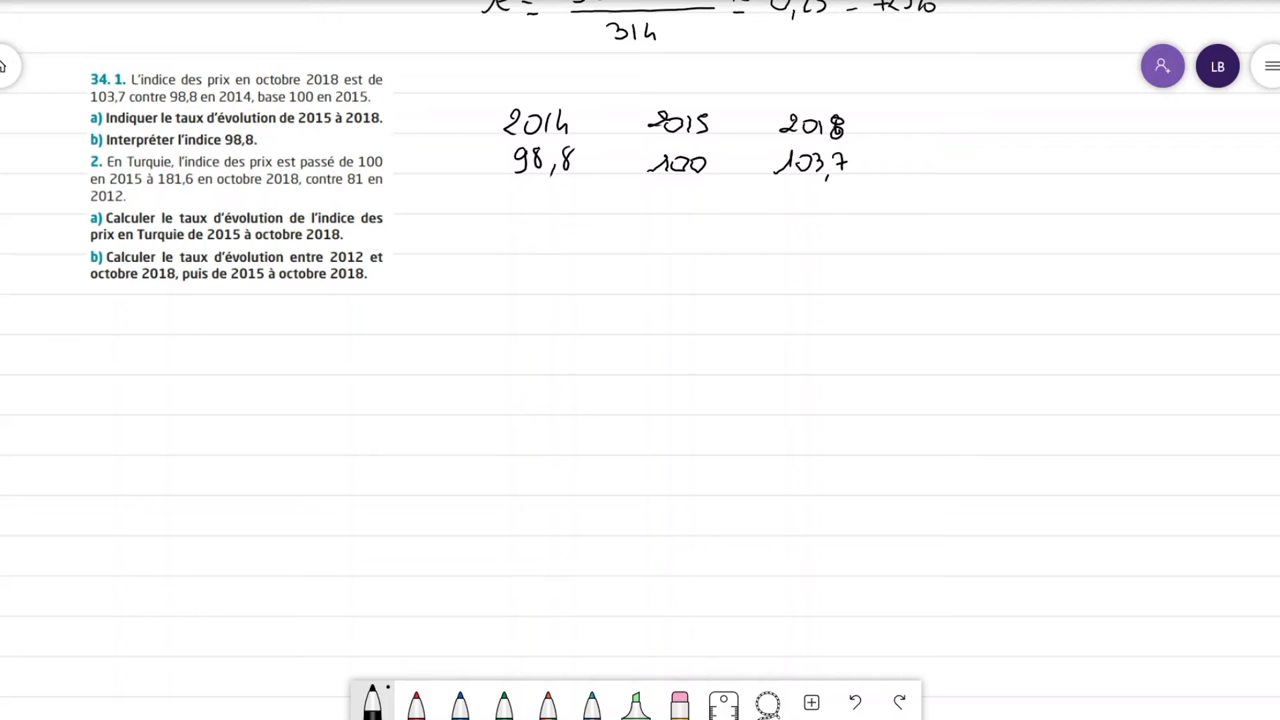 314
LB
34. 1. L'indice des prix en octobre 2018 est de
103,7 contre 98,8 en 2014, base 100 en 2015.
a) Indiquer le taux d'évolution de 2015 à 2018.
b) Interpréter l'indice 98,8.
2. En Turquie, l'indice des prix est passé de 100
en 2015 à 181,6 en octobre 2018, contre 81 en
2012.
a) Calculer le taux d'évolution de l'indice des
prix en Turquie de 2015 à octobre 2018.
b) Calculer le taux d'évolution entre 2012 et
octobre 2018, puis de 2015 à octobre 2018.
2014 2015 2018
98,8 100 103,7